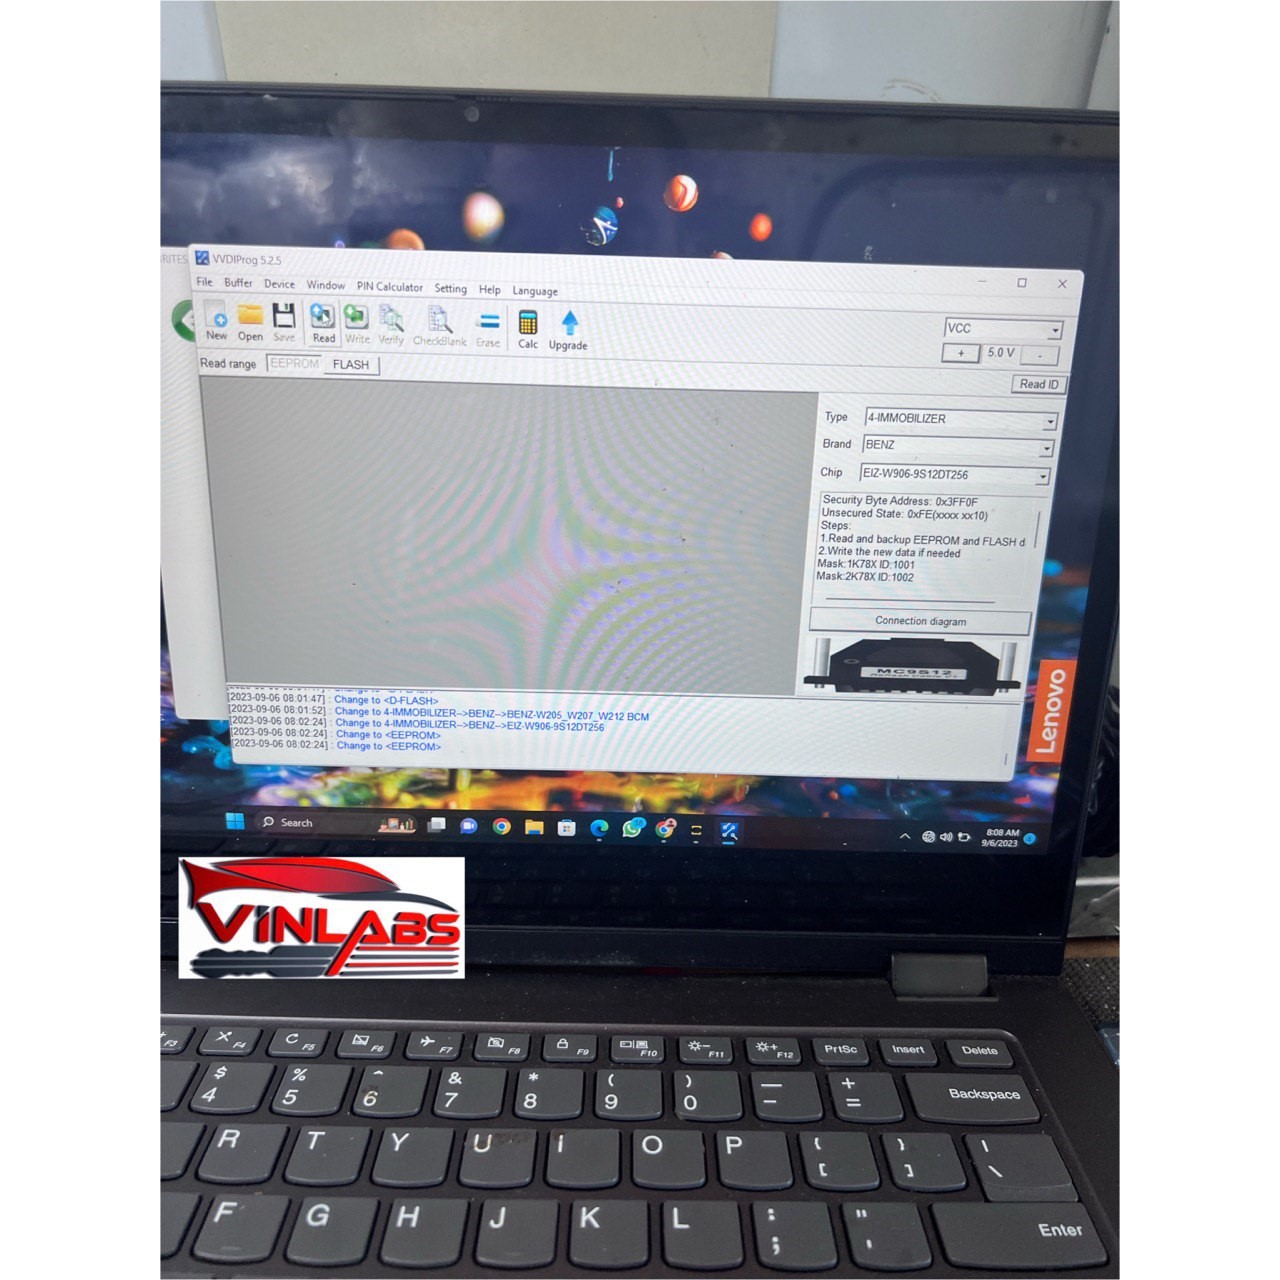 RITES
VVDIProg 5.2.5
File Buffer Device Window PIN Calculator Setting Help Language
New Open Save Read Write Verify CheckBlank Erase Calc Upgrade
VCC
+ 5.0 V -
Read range EEPROM FLASH
Read ID
Type 4-IMMOBILIZER
Brand BENZ
Chip EIZ-W906-9S12DT256
Security Byte Address: 0x3FF0F
Unsecured State: 0xFE(xxxx xx10)
Steps:
1.Read and backup EEPROM and FLASH d
2.Write the new data if needed
Mask:1K78X ID:1001
Mask:2K78X ID:1002
Connection diagram
MC9S12
[2023-09-06 08:01:47] : Change to <D-FLASH>
[2023-09-06 08:01:52] : Change to 4-IMMOBILIZER-->BENZ-->BENZ-W205_W207_W212 BCM
[2023-09-06 08:02:24] : Change to 4-IMMOBILIZER-->BENZ-->EIZ-W906-9S12DT256
[2023-09-06 08:02:24] : Change to <EEPROM>
[2023-09-06 08:02:24] : Change to <EEPROM>
Lenovo
Search
8:08 AM
9/6/2023
VINLABS
F3 F4 F5 F6 F7 F8 F9 F10 F11 F12 PrtSc Insert Delete
$ % ^ & * ( ) — +
4 5 6 7 8 9 0 - = Backspace
R T Y U I O P { } |
[ ] \
F G H J K L : "
; ' Enter